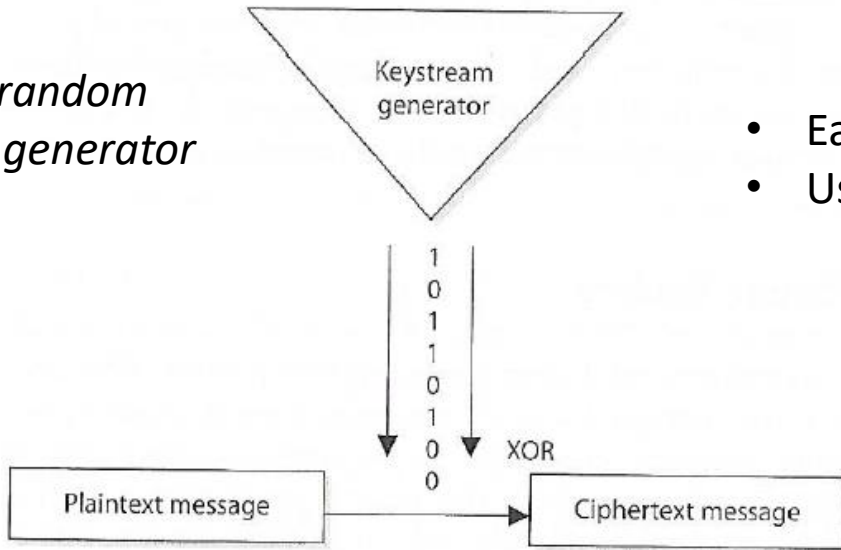 Keystream
generator
random
generator
• Ea
• Us
1
0
1
1
0
1
0
0
XOR
Plaintext message
Ciphertext message